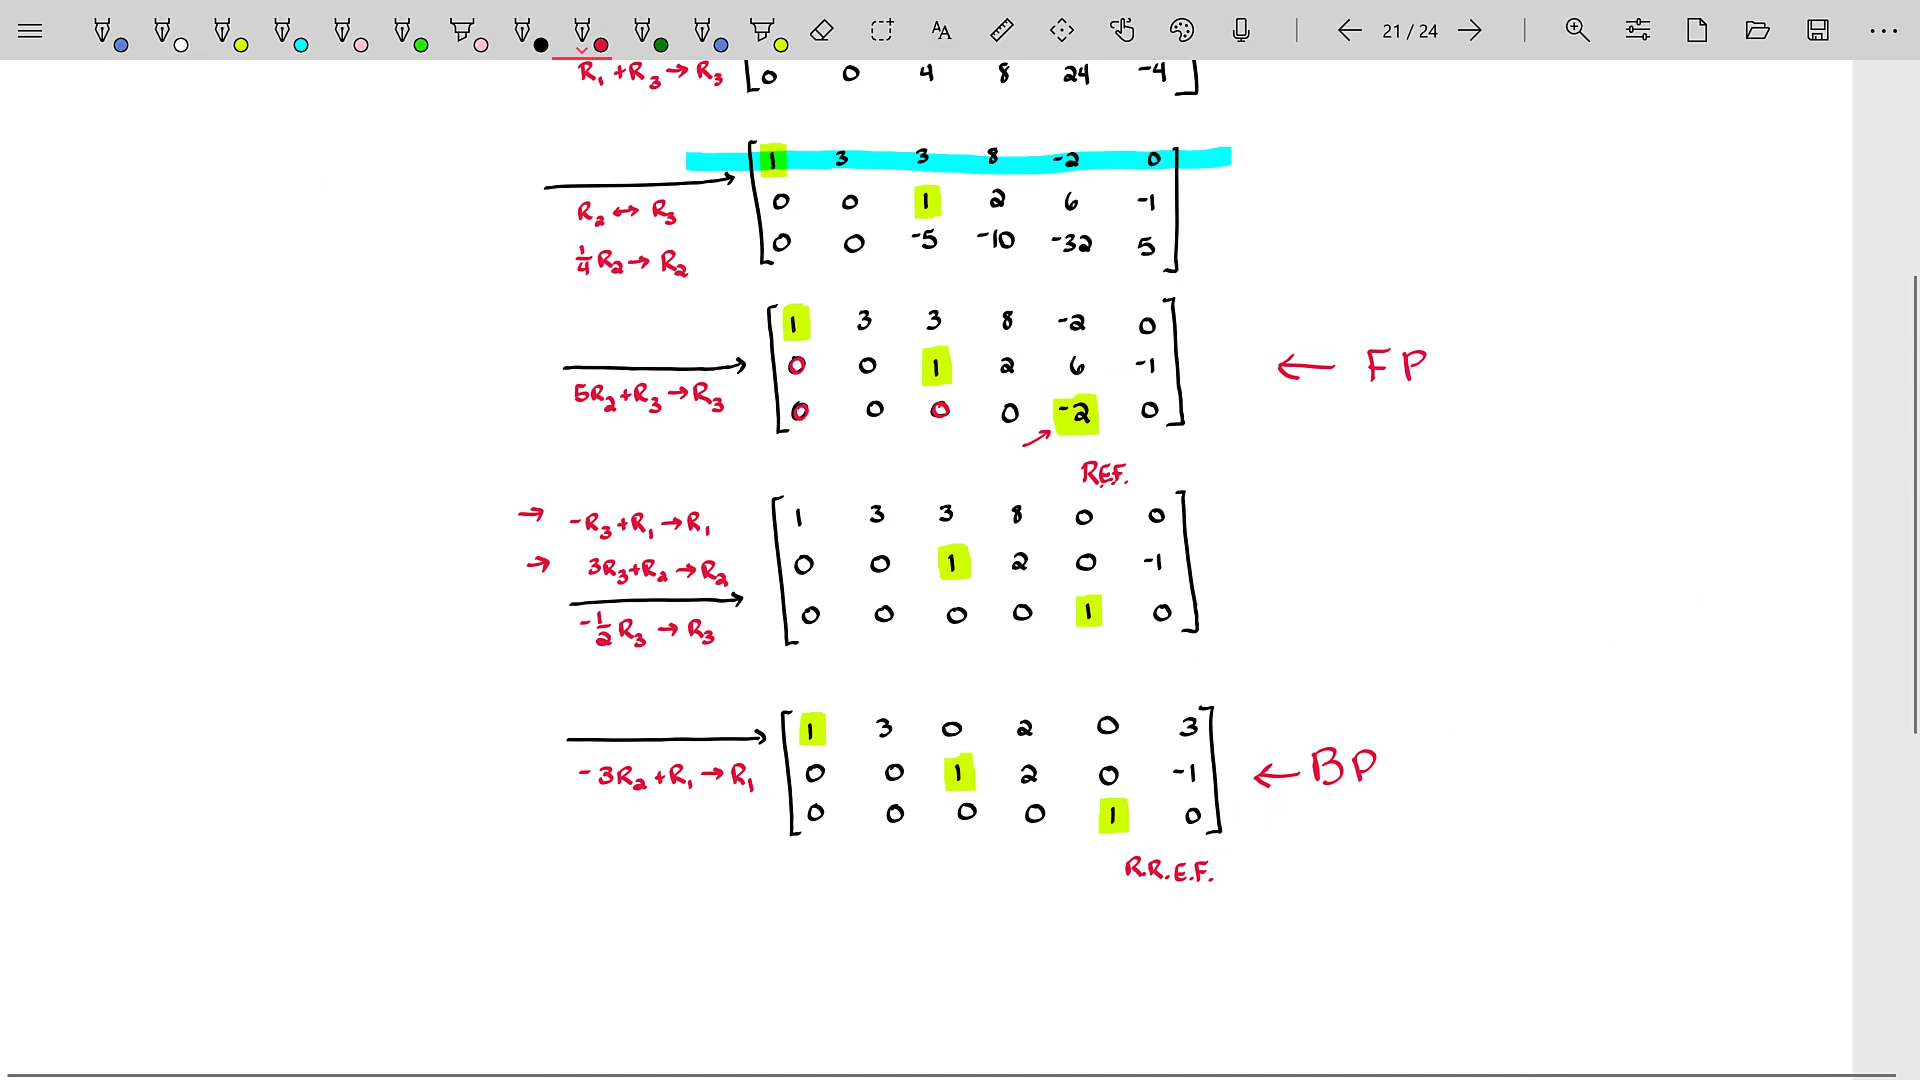 21 / 24
R₁ + R₃ → R₃
0 0 4 8 24 -4
1 3 3 8 -2 0
0 0 1 2 6 -1
0 0 -5 -10 -32 5
R₂ ↔ R₃
1/4 R₂ → R₂
1 3 3 8 -2 0
0 0 1 2 6 -1
0 0 0 0 -2 0
5R₂ + R₃ → R₃
← FP
R.E.F.
→ -R₃ + R₁ → R₁
→ 3R₃ + R₂ → R₂
-1/2 R₃ → R₃
1 3 3 8 0 0
0 0 1 2 0 -1
0 0 0 0 1 0
-3R₂ + R₁ → R₁
1 3 0 2 0 3
0 0 1 2 0 -1
0 0 0 0 1 0
← BP
R.R.E.F.